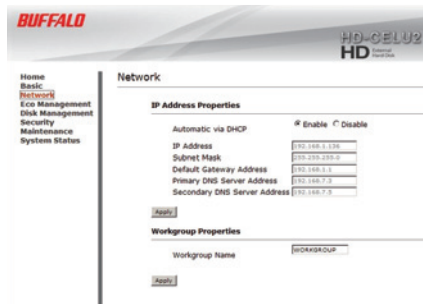 BUFFALO
HD-CELU2
HD External Hard Disk
Home
Basic
Network
Eco Management
Disk Management
Security
Maintenance
System Status
Network
IP Address Properties
Automatic via DHCP Enable Disable
IP Address 192.168.1.136
Subnet Mask 255.255.255.0
Default Gateway Address 192.168.1.1
Primary DNS Server Address 192.168.7.3
Secondary DNS Server Address 192.168.7.5
Apply
Workgroup Properties
Workgroup Name WORKGROUP
Apply